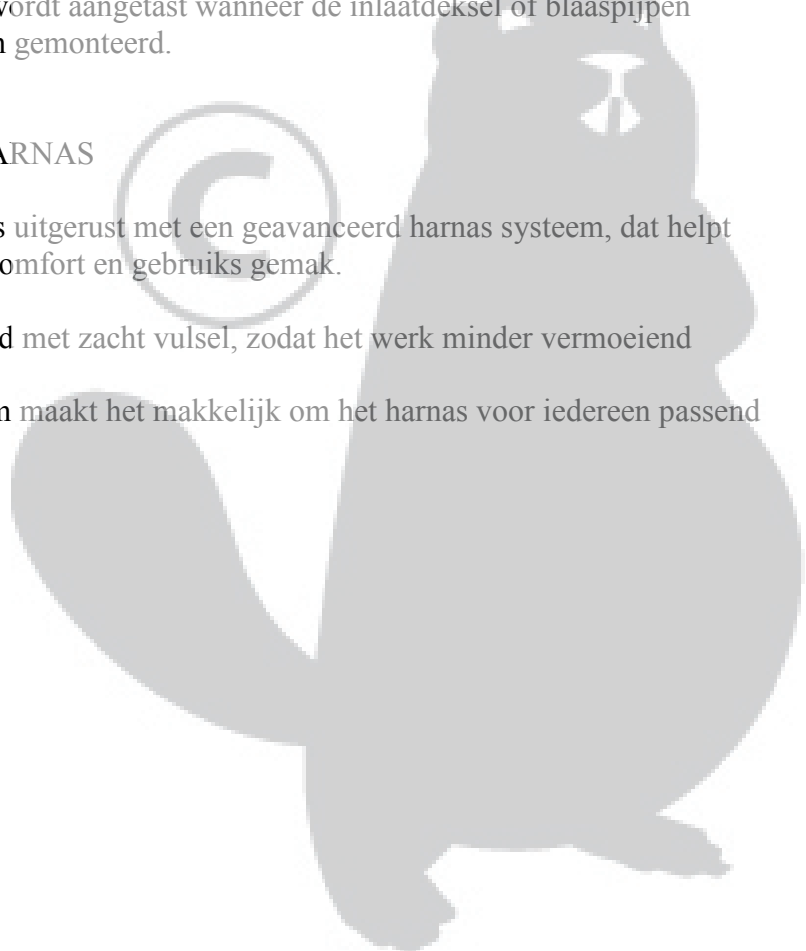 wordt aangetast wanneer de inlaatdeksel of blaaspijpen
gemonteerd.
ARNAS
uitgerust met een geavanceerd harnas systeem, dat helpt
omfort en gebruiks gemak.
met zacht vulsel, zodat het werk minder vermoeiend
maakt het makkelijk om het harnas voor iedereen passend
C